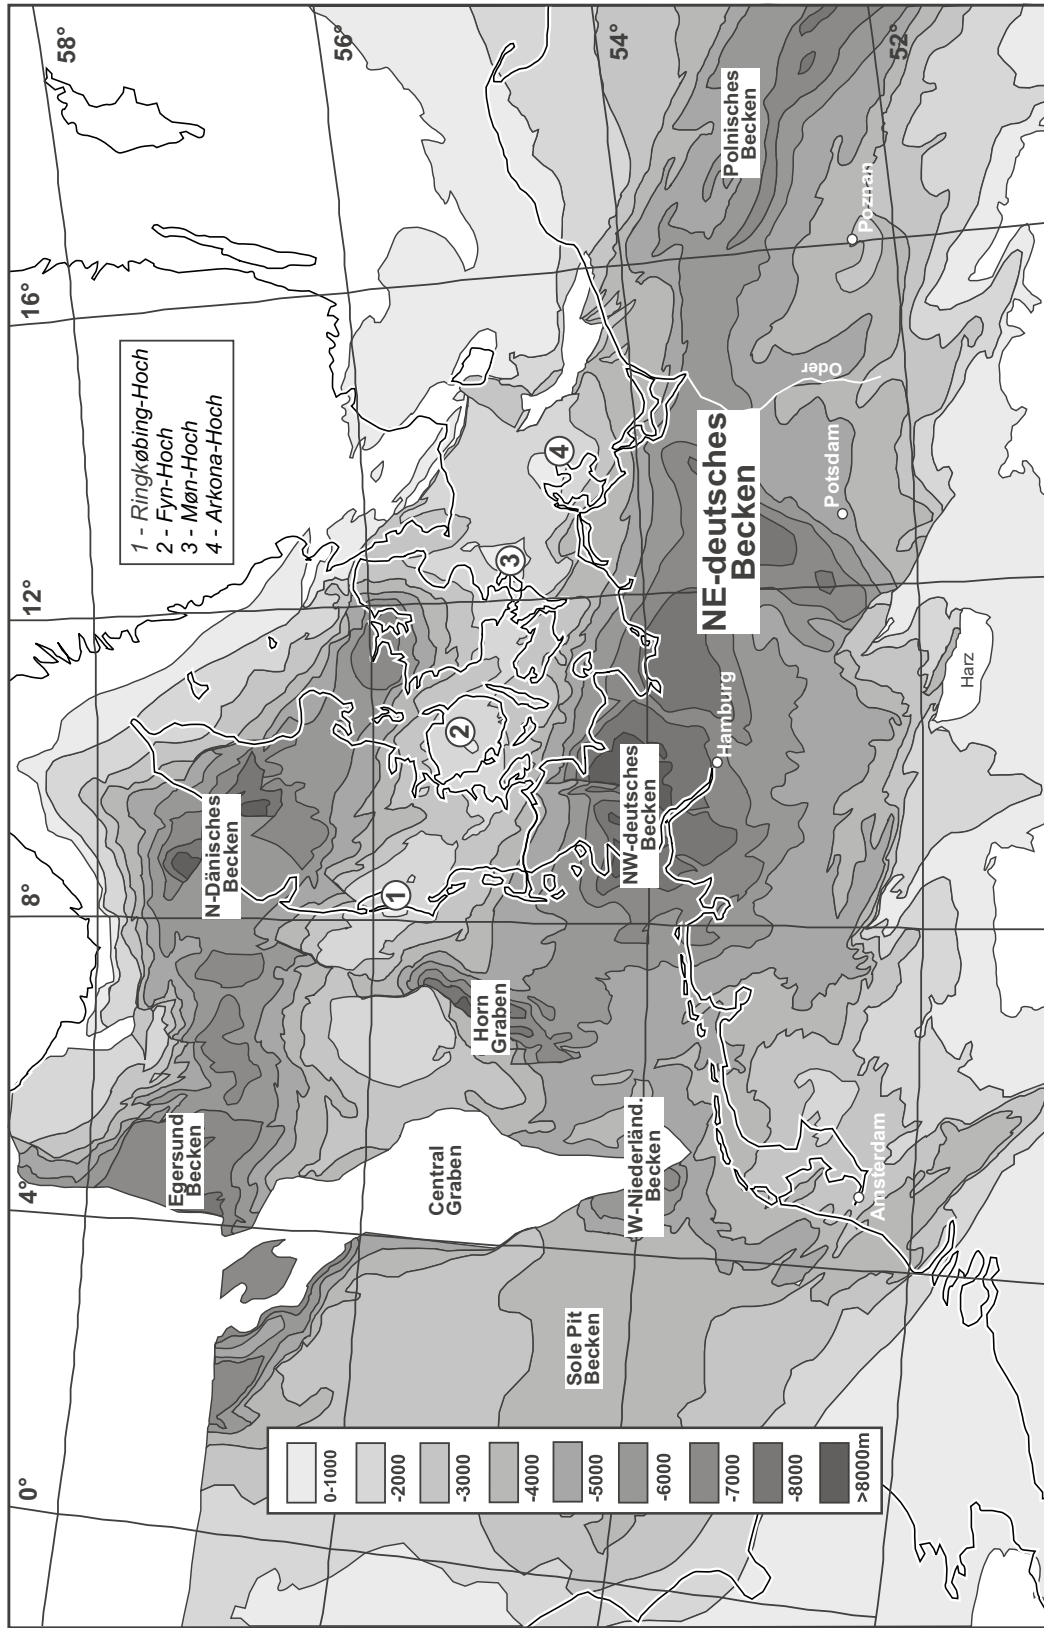 0°
4°
8°
12°
16°
58°
56°
54°
52°
1 - Ringkøbing-Hoch
2 - Fyn-Hoch
3 - Møn-Hoch
4 - Arkona-Hoch
Egersund
Becken
N-Dänisches
Becken
Central
Graben
Horn
Graben
1
2
3
4
Sole Pit
Becken
W-Niederländ.
Becken
NW-deutsches
Becken
NE-deutsches
Becken
Polnisches
Becken
Hamburg
Amsterdam
Potsdam
Oder
Poznan
Harz
0-1000
-2000
-3000
-4000
-5000
-6000
-7000
-8000
>8000m